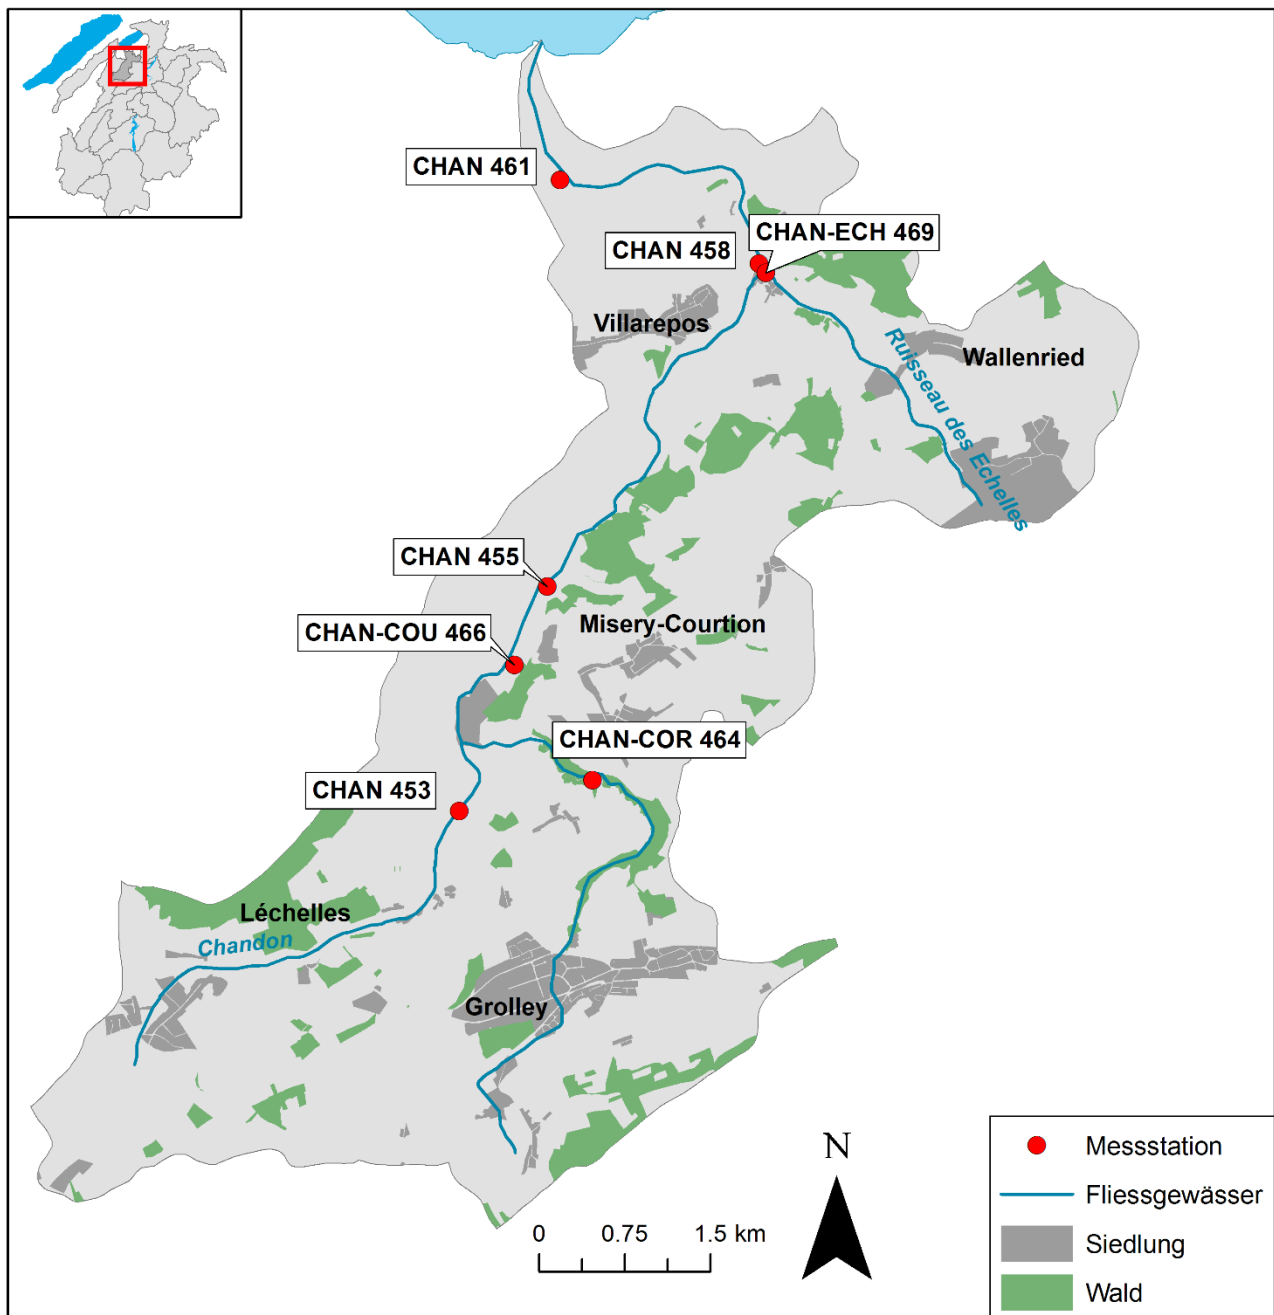 CHAN 461
CHAN-ECH 469
CHAN 458
Villarepos
Wallenried
Ruisseau des Echelles
CHAN 455
Misery-Courtion
CHAN-COU 466
CHAN-COR 464
CHAN 453
Léchelles
Chandon
Grolley
N
0 0.75 1.5 km
Messstation
Fliessgewässer
Siedlung
Wald